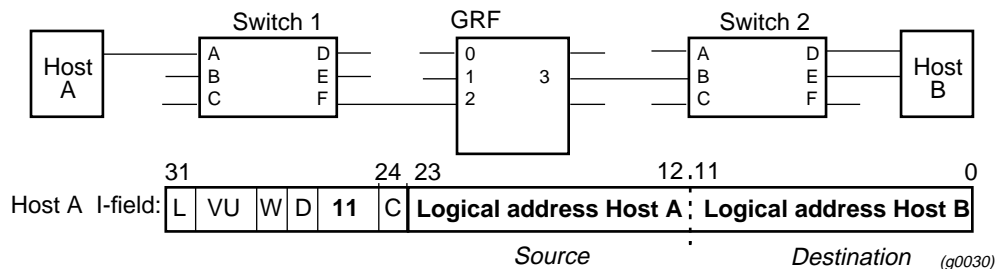 Switch 1 GRF Switch 2
Host A
A D
B E
C F
0
1 3
2
A D
B E
C F
Host B
31 24 23 12 11 0
Host A I-field: L VU W D 11 C Logical address Host A Logical address Host B
Source Destination (g0030)